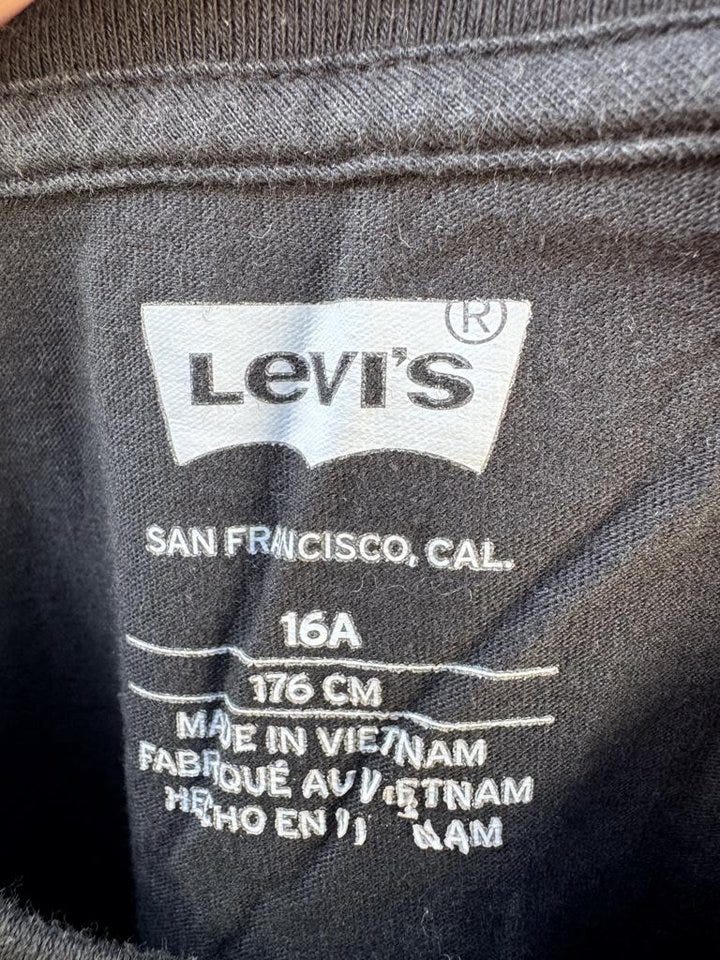 ®
LEVI'S
SAN FRANCISCO, CAL.
16A
176 CM
MADE IN VIETNAM
FABRIQUÉ AU VIETNAM
HECHO EN